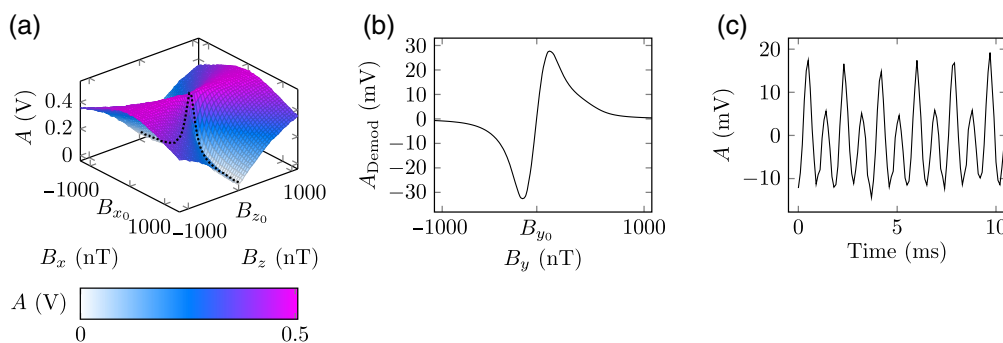 (a)
A (V)
0.4
0.2
0
−1000
B_{x_0}
1000
−1000
B_{z_0}
1000
B_x (nT)
B_z (nT)
A (V)
0
0.5
(b)
A_Demod (mV)
30
20
10
0
−
−
−20
−30
−1000
B_{y_0}
1000
B_y (nT)
(c)
A (mV)
20
10
0
−10
0
5
10
Time (ms)